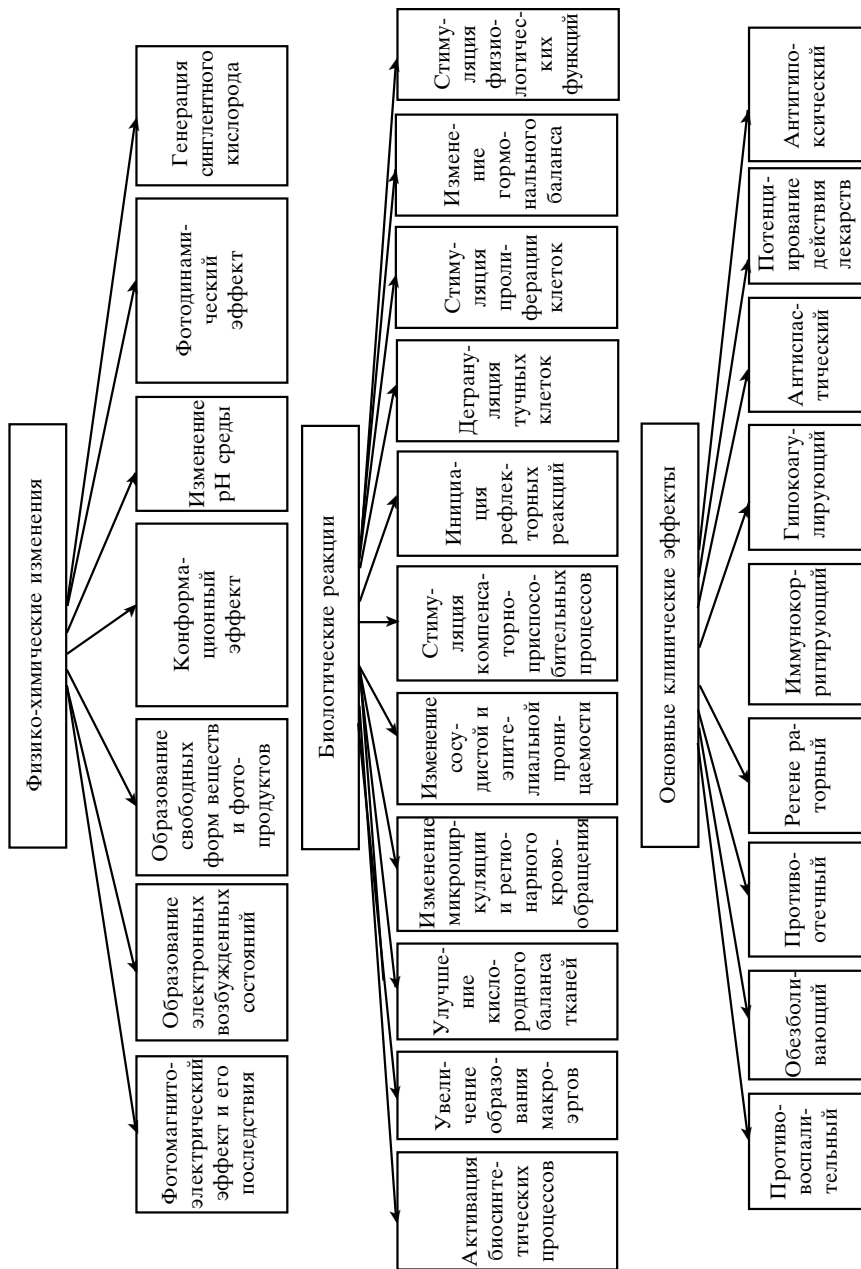 Физико-химические изменения
Фотомагнито-
электрический
эффект и его
последствия
Образование
электронных
возбужденных
состояний
Образование
свободных
форм веществ
и фото-
продуктов
Конформа-
ционный
эффект
Изменение
pH среды
Фотодинами-
ческий
эффект
Генерация
синглентного
кислорода
Биологические реакции
Активация
биосинте-
тических
процессов
Увели-
чение
образо-
вания
макро-
эргов
Улучше-
ние
кисло-
родного
баланса
тканей
Изменение
микроцир-
куляции
и регио-
нарного
крово-
обращения
Изменение
сосу-
дистой и
эпите-
лиальной
прони-
цаемости
Стиму-
ляция
компенса-
торно-
приспосо-
бительных
процессов
Инициа-
ция
рефлек-
торных
реакций
Деграну-
ляция
тучных
клеток
Стиму-
ляция
проли-
ферации
клеток
Измене-
ние
гормо-
нального
баланса
Стиму-
ляция
физио-
логичес-
ких
функций
Основные клинические эффекты
Противо-
воспали-
тельный
Обезболи-
вающий
Противо-
отечный
Регене ра-
торный
Иммунокор-
ригирующий
Гипокоагу-
лирующий
Антиспас-
тический
Потенци-
ирование
действия
лекарств
Антигипо-
ксический